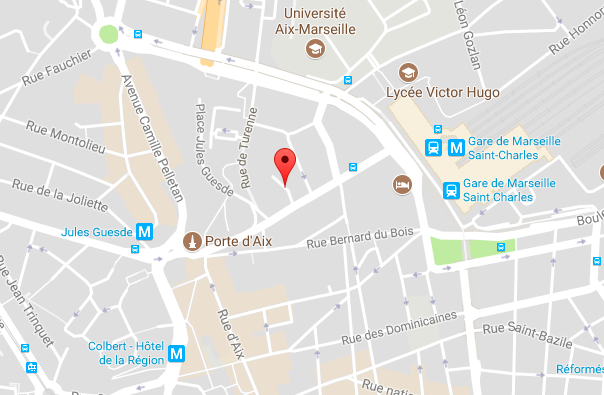 Université
Aix-Marseille
Léon Gozlan
Rue Honnor
Rue Fauchier
Lycée Victor Hugo
Avenue Camille Pelletan
Place Jules Guesde
Rue de Turenne
Rue Montolieu
Gare de Marseille
Saint-Charles
Rue de la Joliette
Gare de Marseille
Saint Charles
Boule
Jules Guesde
Porte d'Aix
Rue Bernard du Bois
Rue Jean Trinquet
Rue d'Aix
Rue des Dominicaines
Rue Saint-Bazile
Colbert - Hôtel
de la Région
Réformés
Rue nation